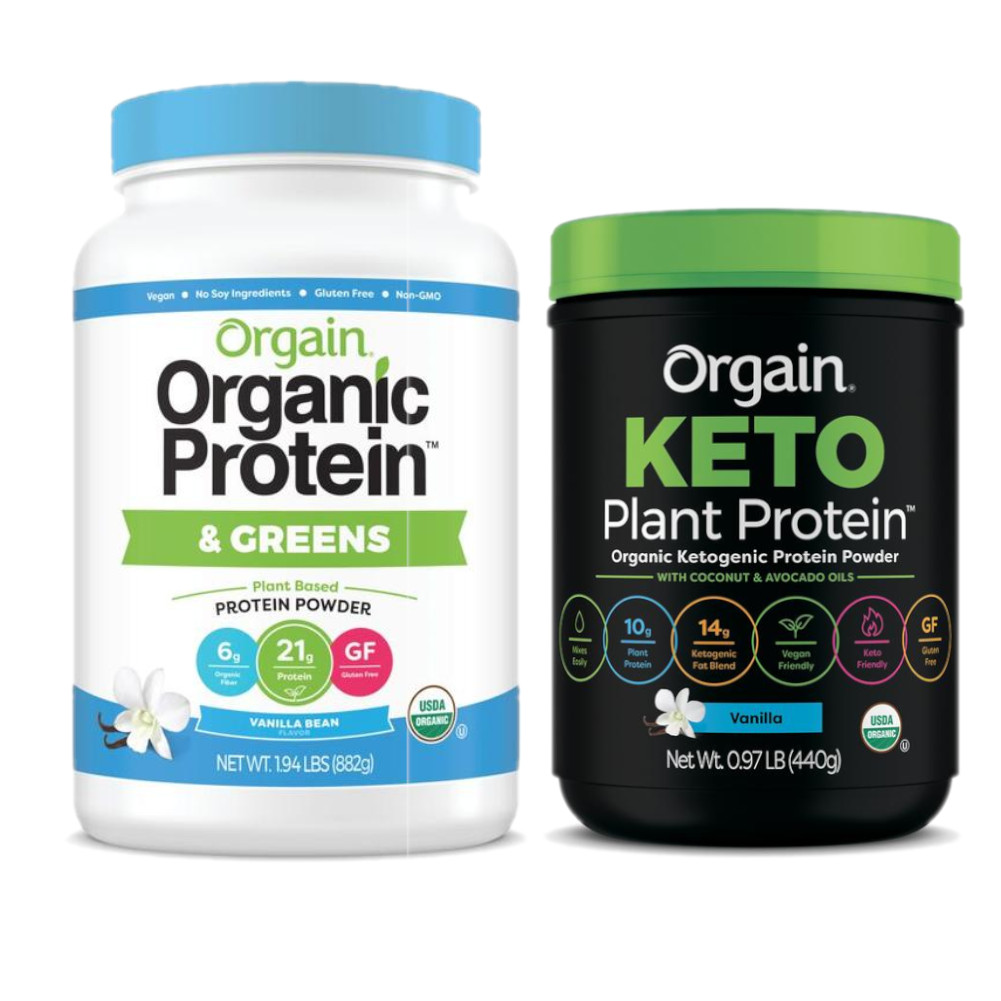 Vegan • No Soy Ingredients • Gluten Free • Non-GMO
Orgain®
Organic
Protein™
& GREENS
Plant Based
PROTEIN POWDER
6g
Organic
Fiber
21g
Protein
GF
Gluten Free
VANILLA BEAN
FLAVOR
USDA
ORGANIC
U
NET WT. 1.94 LBS (882g)
Orgain®
KETO
Plant Protein™
Organic Ketogenic Protein Powder
WITH COCONUT & AVOCADO OILS
Mixes
Easily
10g
Plant
Protein
14g
Ketogenic
Fat Blend
Vegan
Friendly
Keto
Friendly
GF
Gluten
Free
Vanilla
USDA
ORGANIC
U
Net Wt. 0.97 LB (440g)